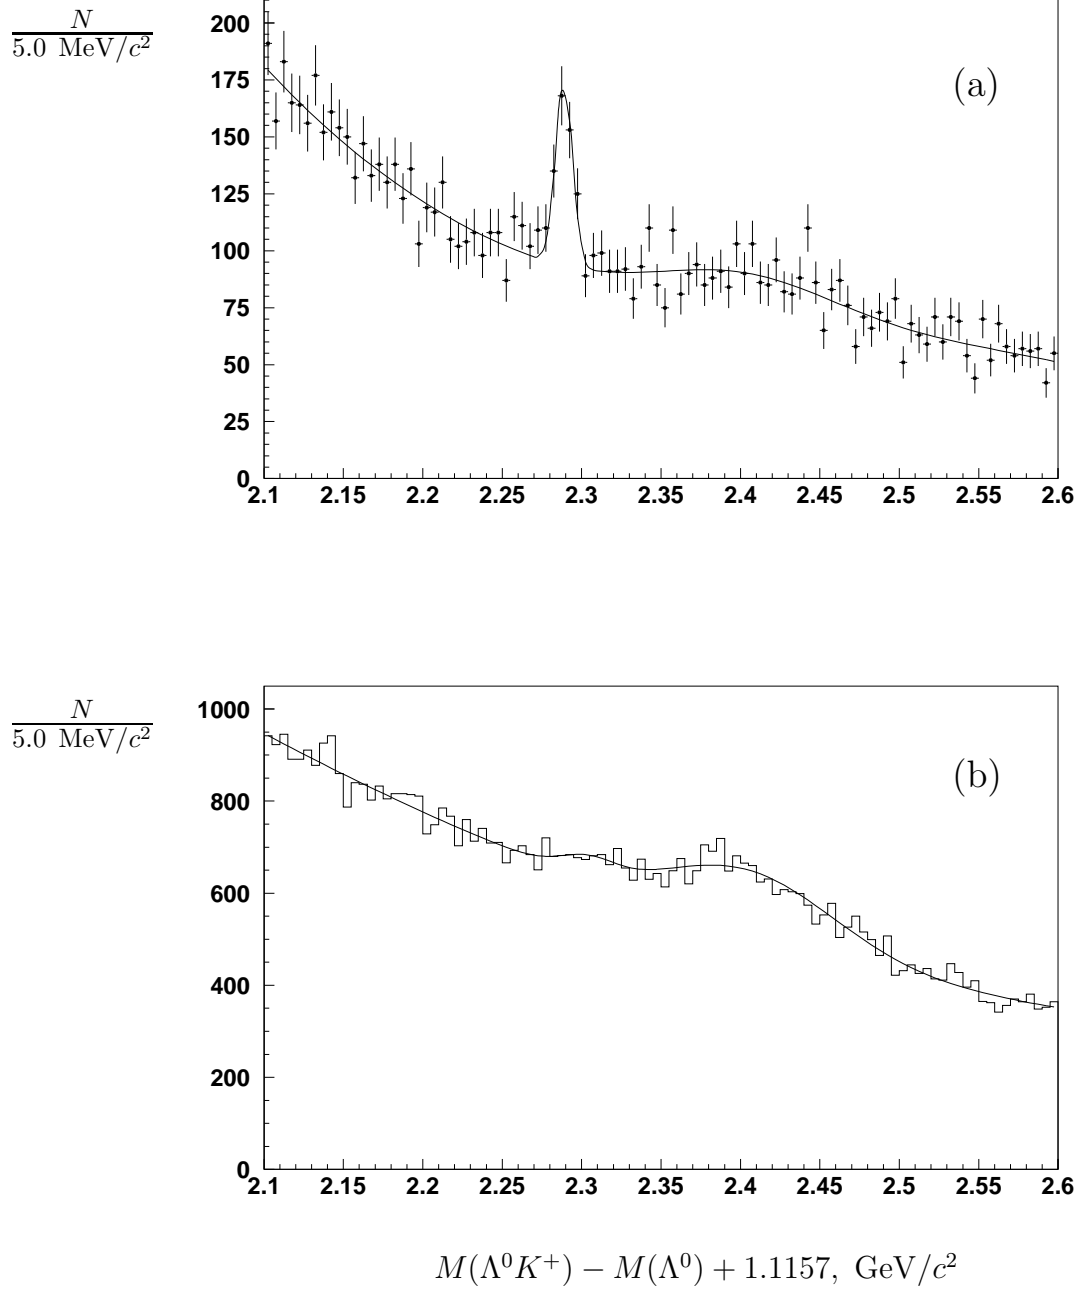 N
5.0 MeV/c²
(a)
200
175
150
125
100
75
50
25
0
2.1 2.15 2.2 2.25 2.3 2.35 2.4 2.45 2.5 2.55 2.6
N
5.0 MeV/c²
(b)
1000
800
600
400
200
0
2.1 2.15 2.2 2.25 2.3 2.35 2.4 2.45 2.5 2.55 2.6
M(Λ⁰K⁺) − M(Λ⁰) + 1.1157, GeV/c²